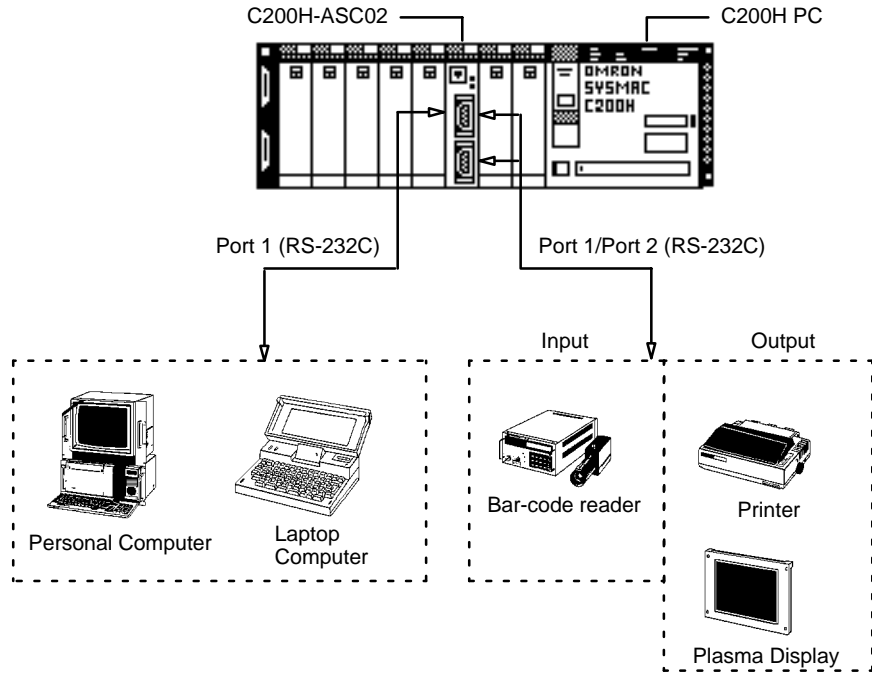 C200H-ASC02
C200H PC
OMRON
SYSMAC
C200H
Port 1 (RS-232C)
Port 1/Port 2 (RS-232C)
Input
Output
Bar-code reader
Printer
Personal Computer
Laptop
Computer
Plasma Display